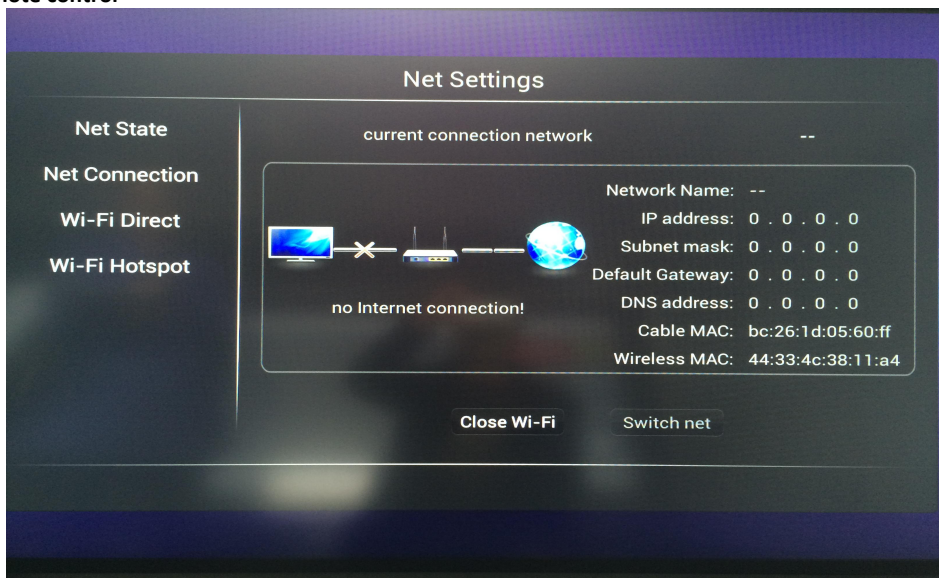 Net Settings
Net State
Net Connection
Wi-Fi Direct
Wi-Fi Hotspot
current connection network --
Network Name: --
IP address: 0 . 0 . 0 . 0
Subnet mask: 0 . 0 . 0 . 0
Default Gateway: 0 . 0 . 0 . 0
DNS address: 0 . 0 . 0 . 0
Cable MAC: bc:26:1d:05:60:ff
Wireless MAC: 44:33:4c:38:11:a4
no Internet connection!
Close Wi-Fi Switch net